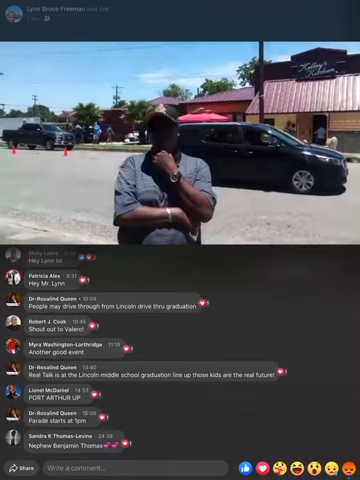 Lynn Bruce Freeman was live.
Kelley's
Kitchen
Hey Lynn lol
Patricia Alex 9:31
Hey Mr. Lynn
Dr-Rosalind Queen • 10:04
People may drive through from Lincoln drive thru graduation
Robert J. Cook 10:45
Shout out to Valero!
Myra Washington-Lorthridge 11:15
Another good event
Dr-Rosalind Queen 13:40
Real Talk is at the Lincoln middle school graduation line up those kids are the real future!
Lionel McDaniel 14:53
PORT ARTHUR UP
Dr-Rosalind Queen 15:06
Parade starts at 1pm
Sandra K Thomas-Levine 24:38
Nephew Benjamin Thomas💕💕
Share Write a comment...